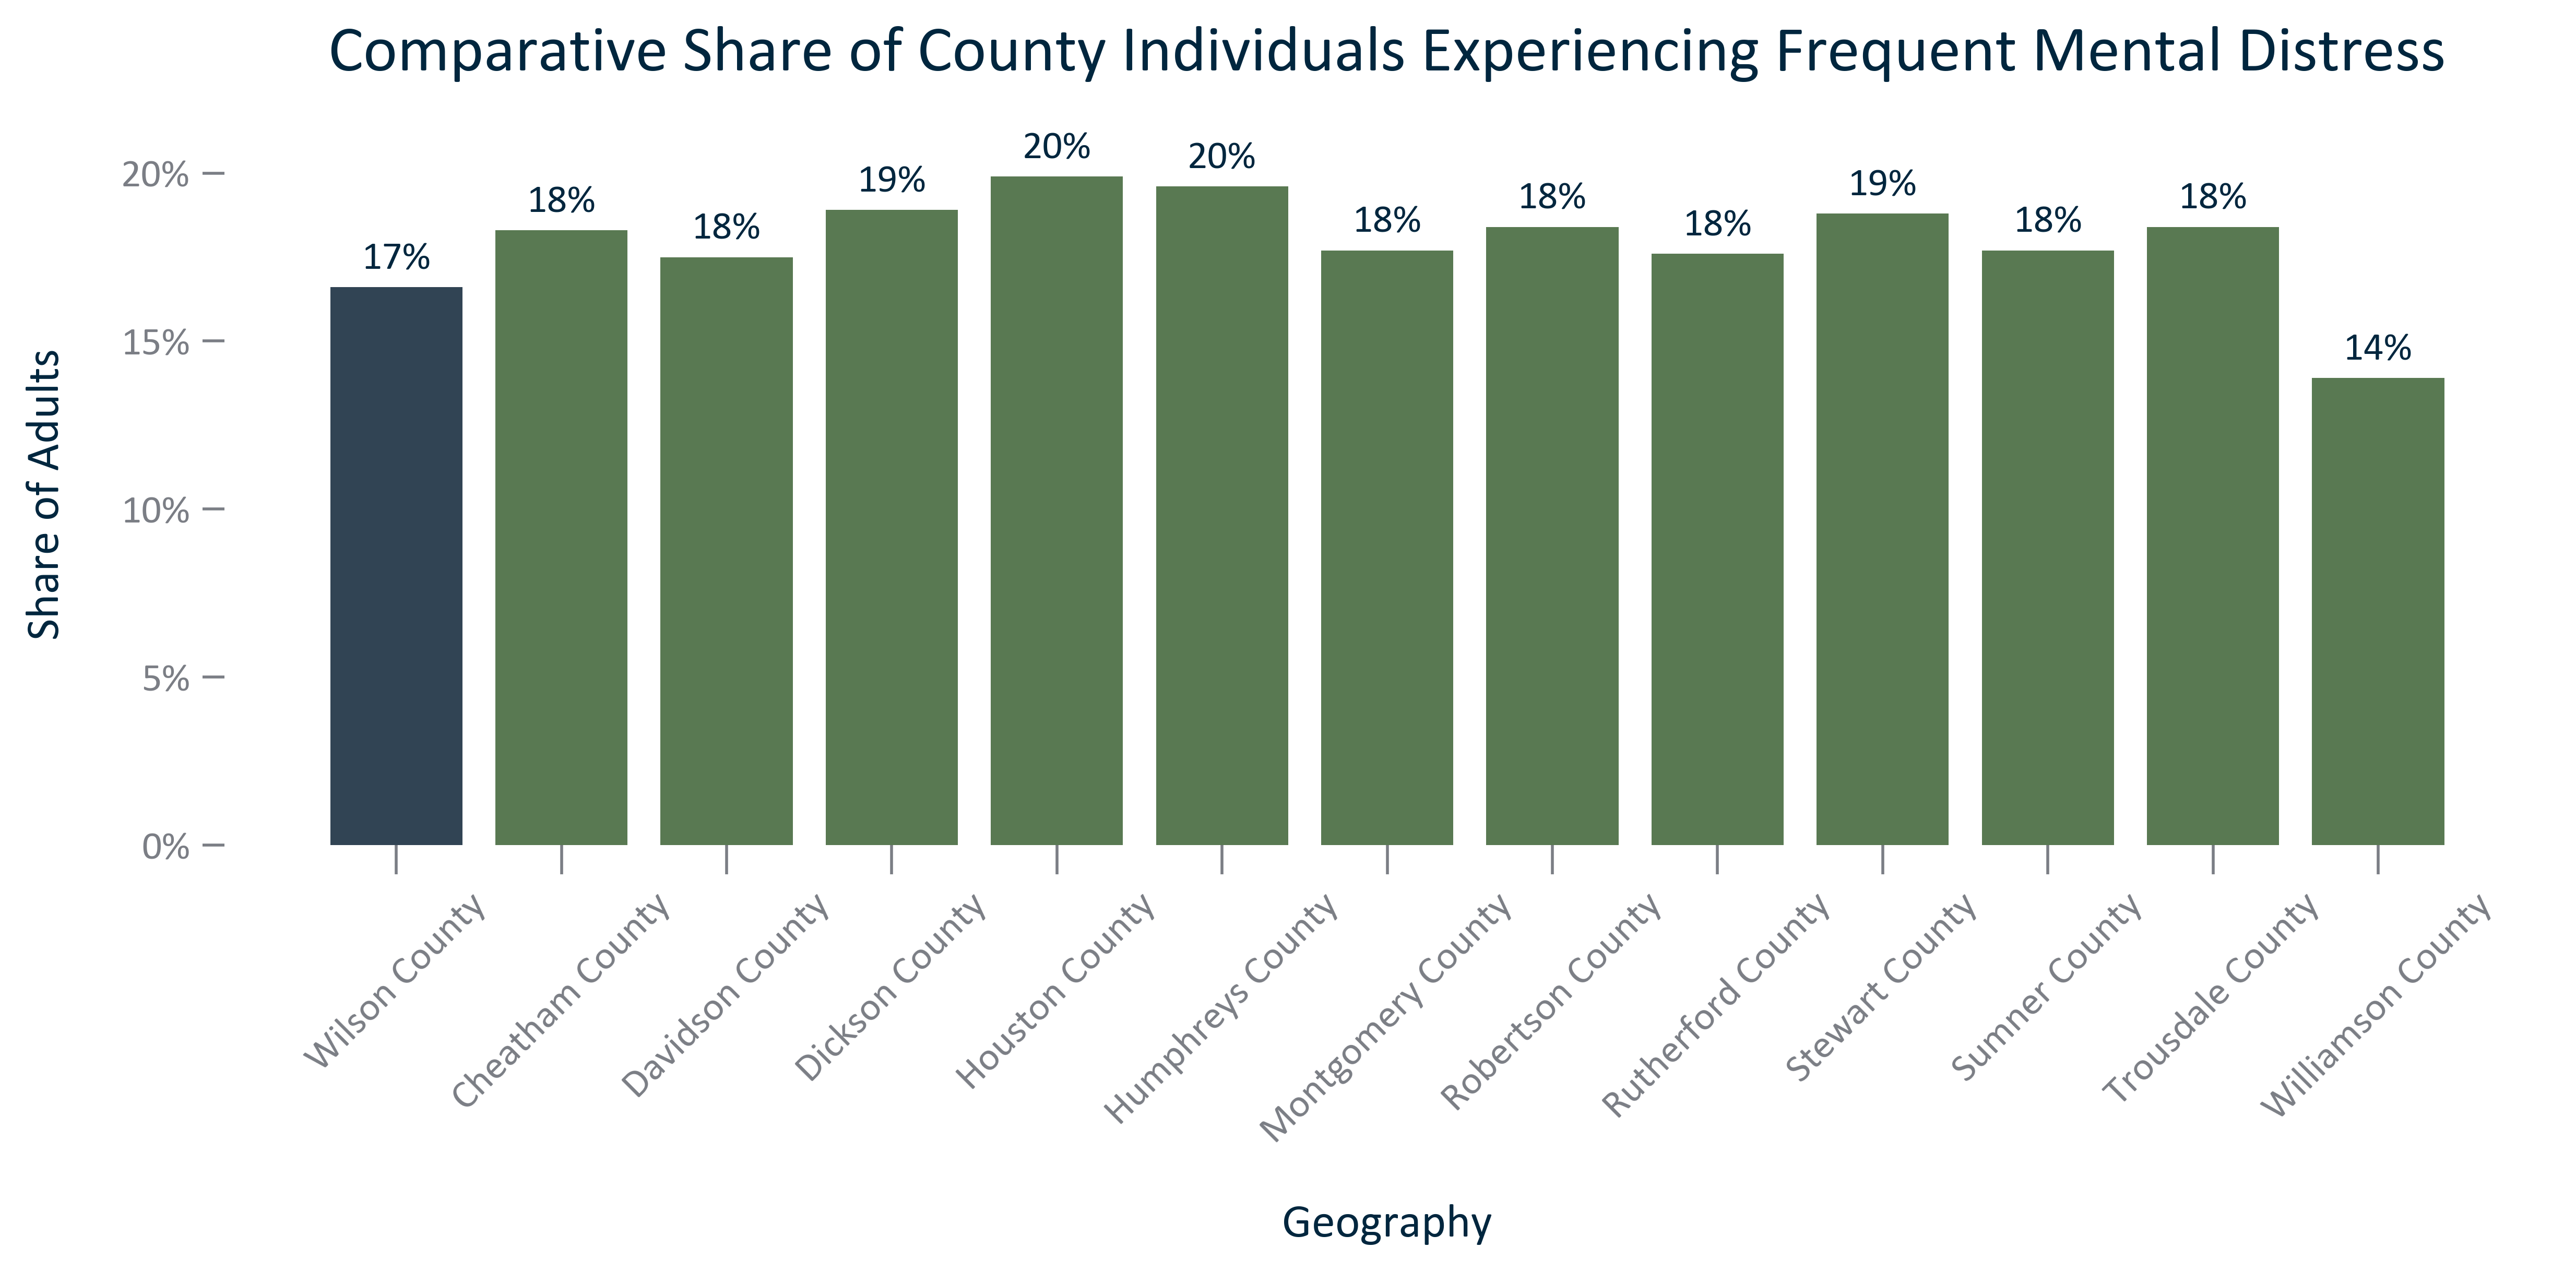 Comparative Share of County Individuals Experiencing Frequent Mental Distress
Share of Adults
20%
15%
10%
5%
0%
17%
18%
18%
19%
20%
20%
18%
18%
18%
19%
18%
18%
14%
Wilson County
Cheatham County
Davidson County
Dickson County
Houston County
Humphreys County
Montgomery County
Robertson County
Rutherford County
Stewart County
Sumner County
Trousdale County
Williamson County
Geography